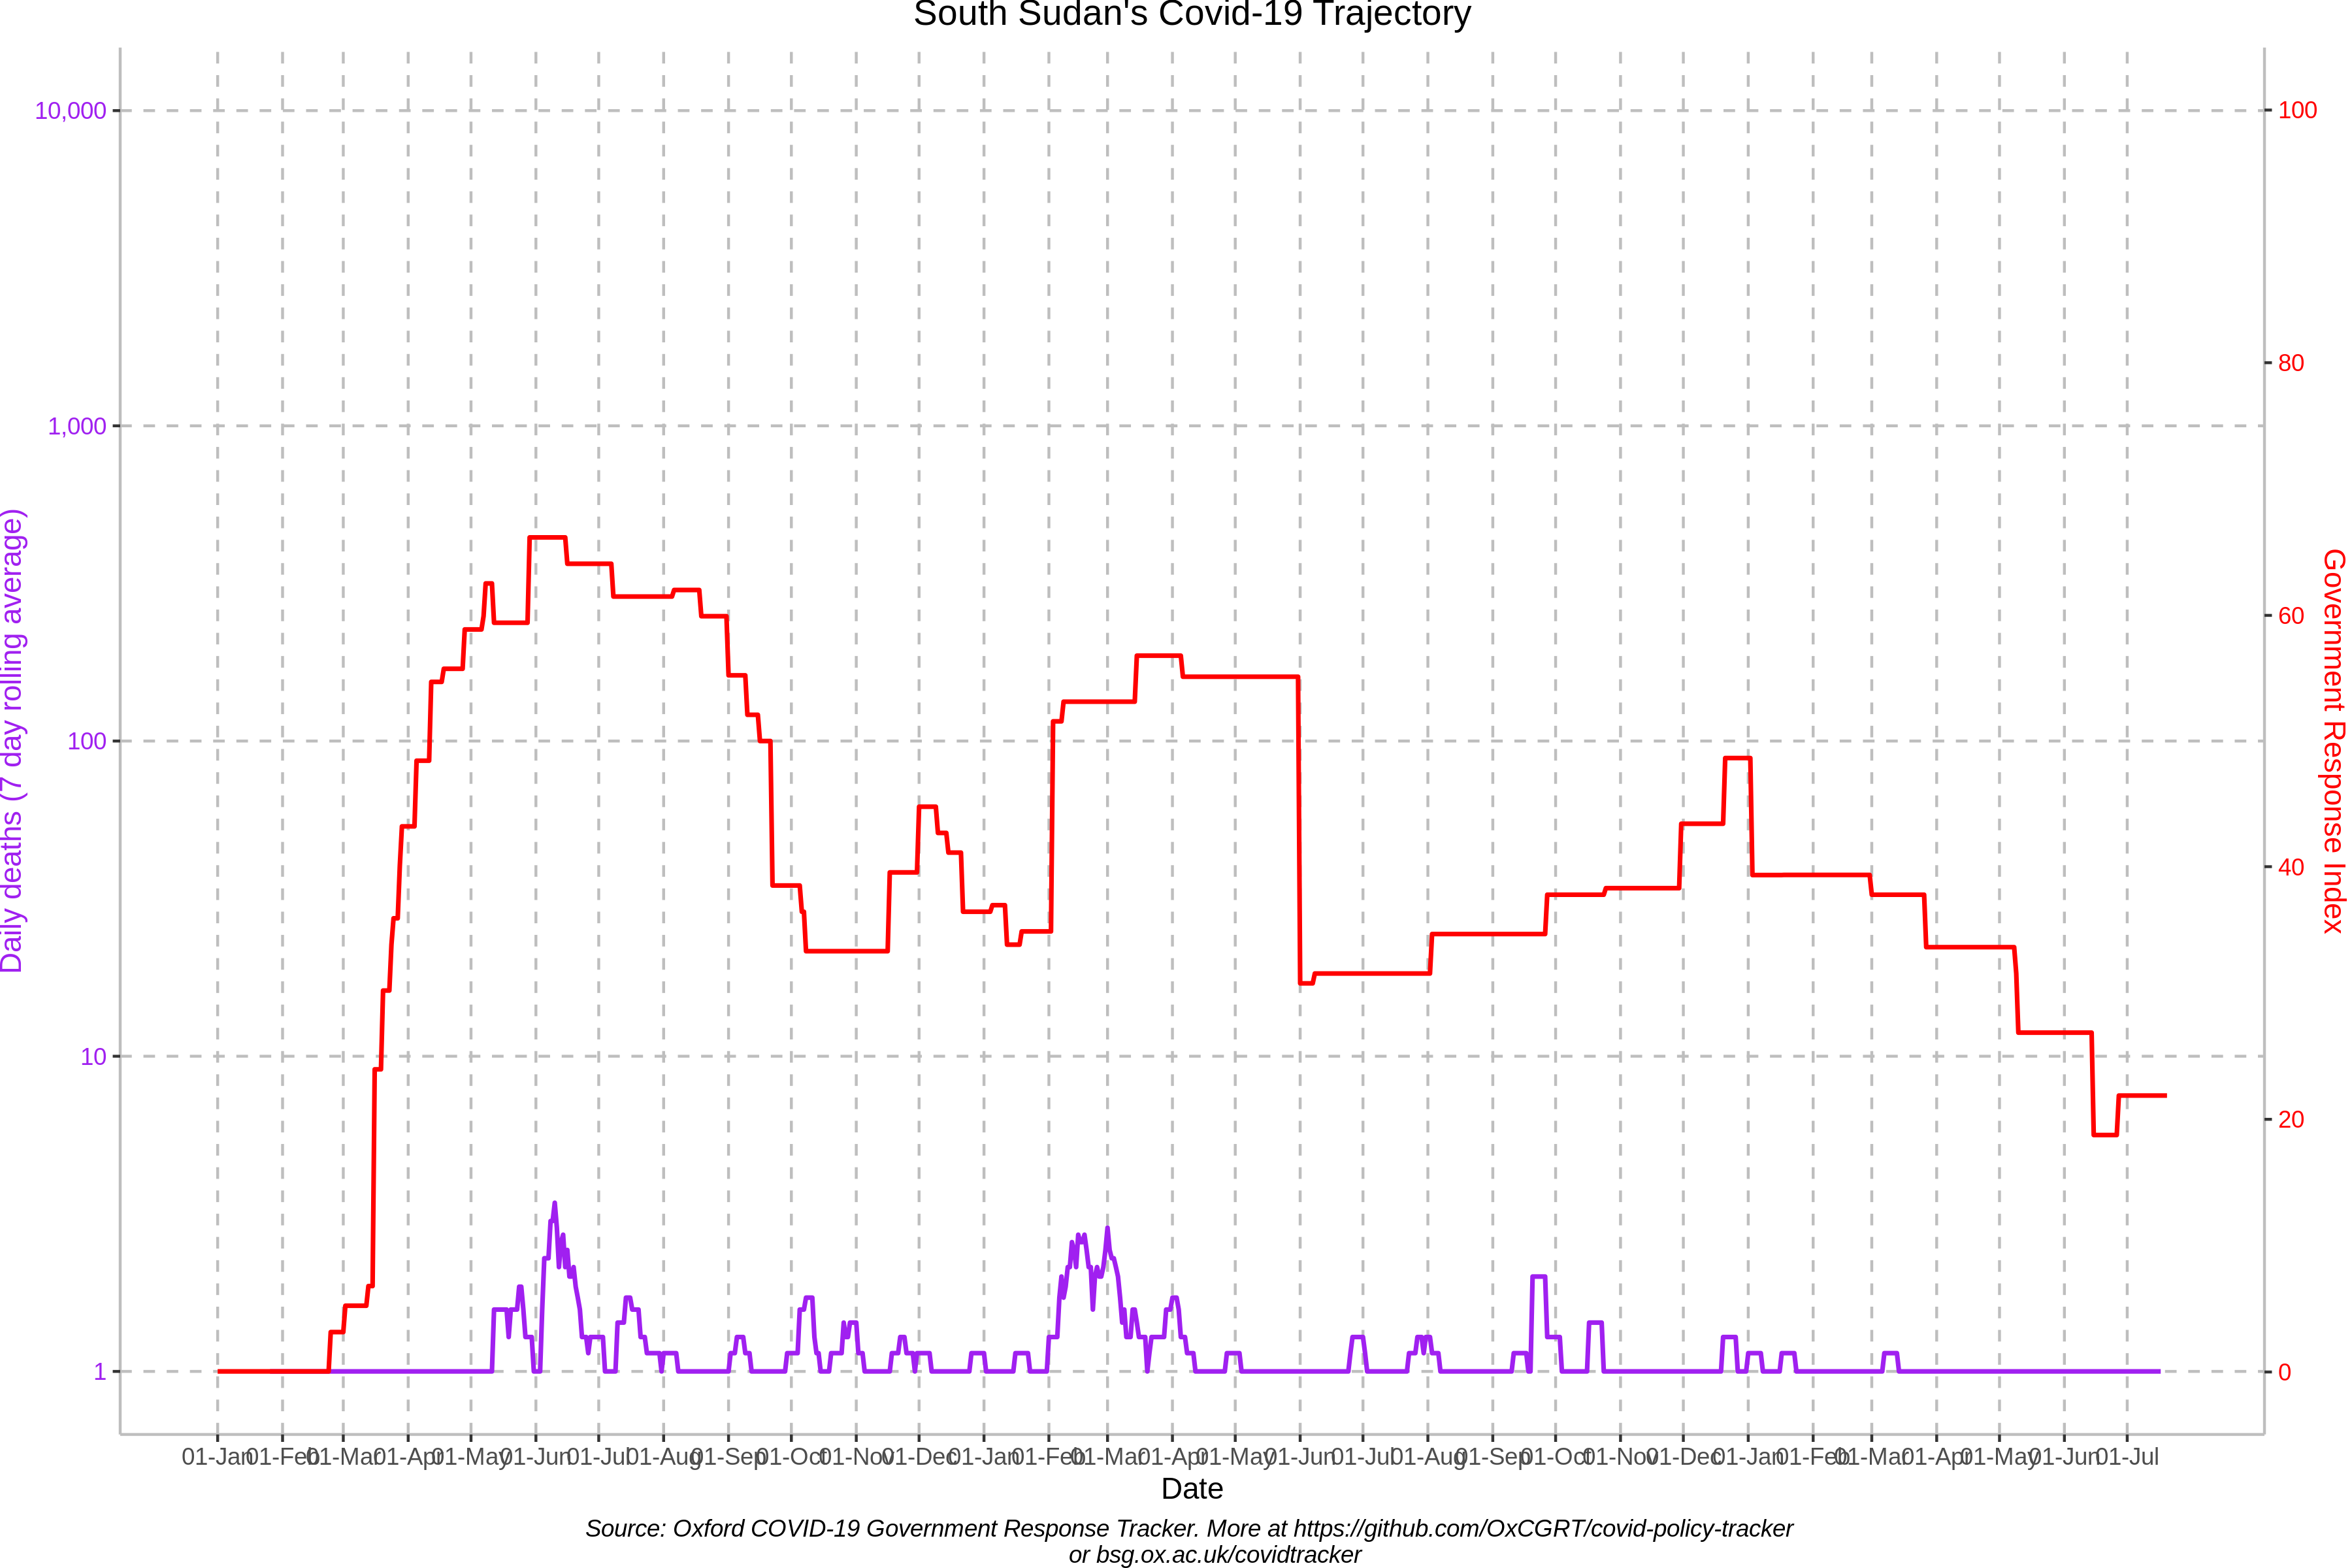 South Sudan's Covid-19 Trajectory
10,000
1,000
100
10
1
Daily deaths (7 day rolling average)
100
80
60
40
20
0
Government Response Index
01-Jan 01-Feb 01-Mar 01-Apr 01-May 01-Jun 01-Jul 01-Aug 01-Sep 01-Oct 01-Nov 01-Dec 01-Jan 01-Feb 01-Mar 01-Apr 01-May 01-Jun 01-Jul 01-Aug 01-Sep 01-Oct 01-Nov 01-Dec 01-Jan 01-Feb 01-Mar 01-Apr 01-May 01-Jun 01-Jul
Date
Source: Oxford COVID-19 Government Response Tracker. More at https://github.com/OxCGRT/covid-policy-tracker
or bsg.ox.ac.uk/covidtracker